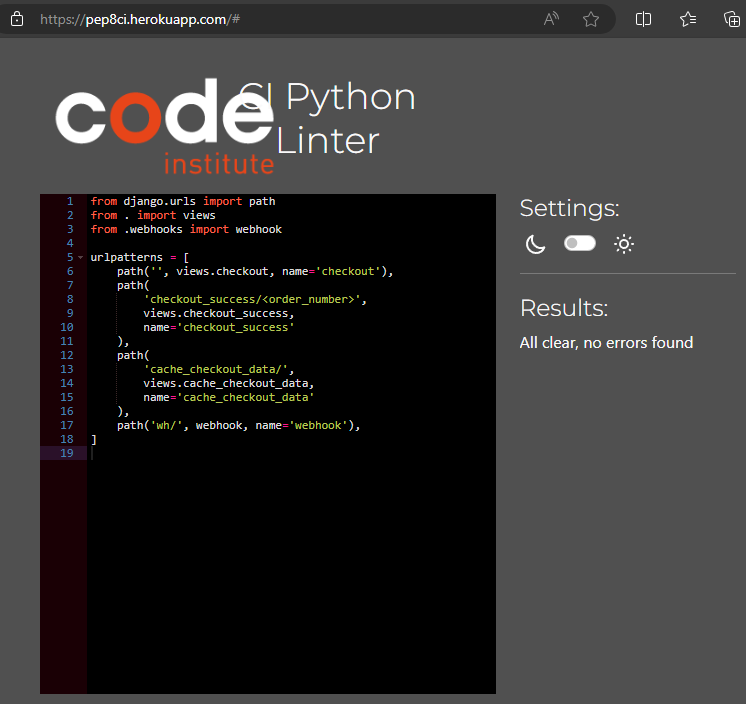 https://pep8ci.herokuapp.com/#
code
institute
CI Python
Linter
1 from django.urls import path
2 from . import views
3 from .webhooks import webhook
4
5 urlpatterns = [
6     path('', views.checkout, name='checkout'),
7     path(
8         'checkout_success/<order_number>',
9         views.checkout_success,
10         name='checkout_success'
11     ),
12     path(
13         'cache_checkout_data/',
14         views.cache_checkout_data,
15         name='cache_checkout_data'
16     ),
17     path('wh/', webhook, name='webhook'),
18 ]
19
Settings:
Results:
All clear, no errors found